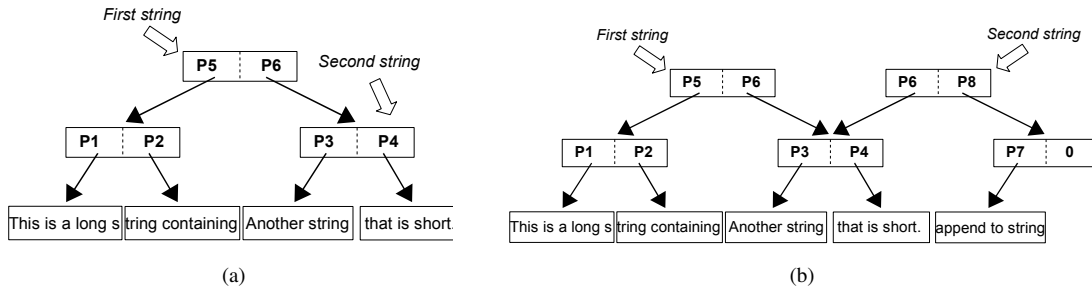 First string
P5 P6
Second string
P1 P2
P3 P4
This is a long s
tring containing
Another string
that is short.
(a)
First string
Second string
P5 P6
P6 P8
P1 P2
P3 P4
P7 0
This is a long s
tring containing
Another string
that is short.
append to string
(b)